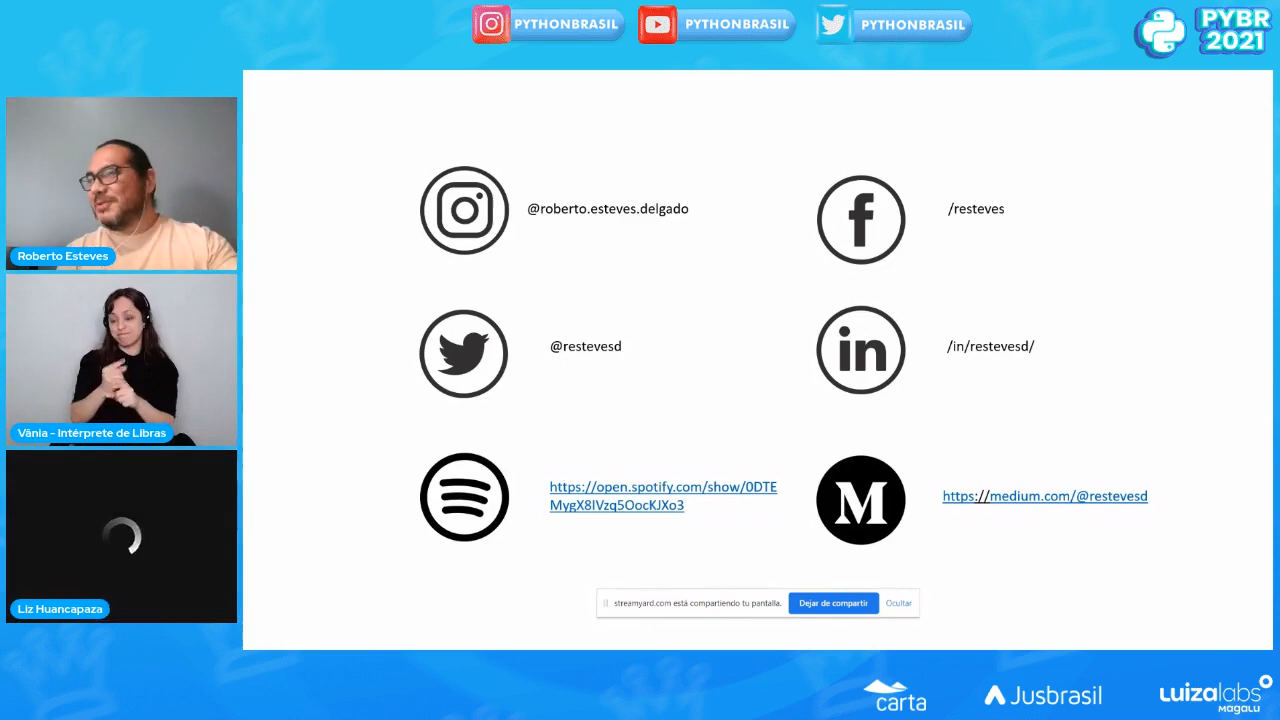 PYTHONBRASIL
PYTHONBRASIL
PYTHONBRASIL
PYBR
2021
Roberto Esteves
Vânia - Intérprete de Libras
Liz Huancapaza
@roberto.esteves.delgado
/resteves
@restevesd
in
/in/restevesd/
https://open.spotify.com/show/0DTE
MygX8IVzq5OocKJXo3
M
https://medium.com/@restevesd
streamyard.com está compartiendo tu pantalla.
Dejar de compartir
Ocultar
carta
Jusbrasil
luizalabs
MAGALU